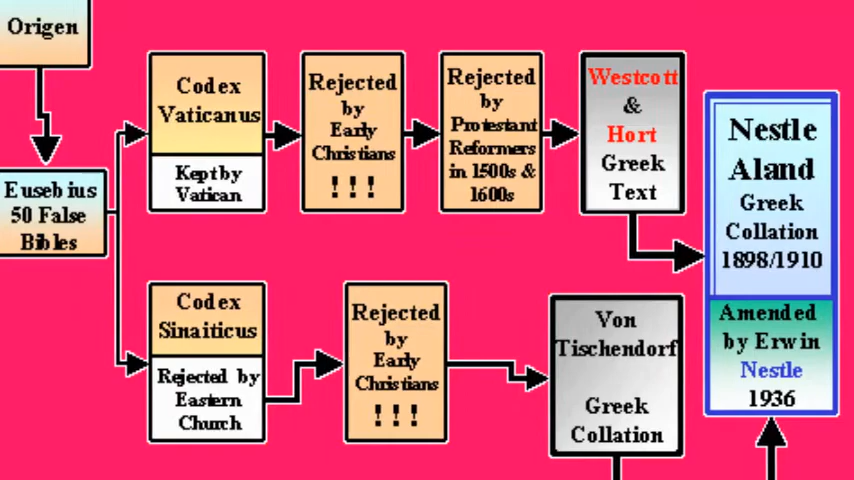 Origen
Eusebius
50 False
Bibles
Codex
Vaticanus
Kept by
Vatican
Rejected
by
Early
Christians
! ! !
Rejected
by
Protestant
Reformers
in 1500s &
1600s
Westcott
&
Hort
Greek
Text
Nestle
Aland
Greek
Collation
1898/1910
Amended
by Erwin
Nestle
1936
Codex
Sinaiticus
Rejected by
Eastern
Church
Rejected
by
Early
Christians
! ! !
Von
Tischendorf
Greek
Collation